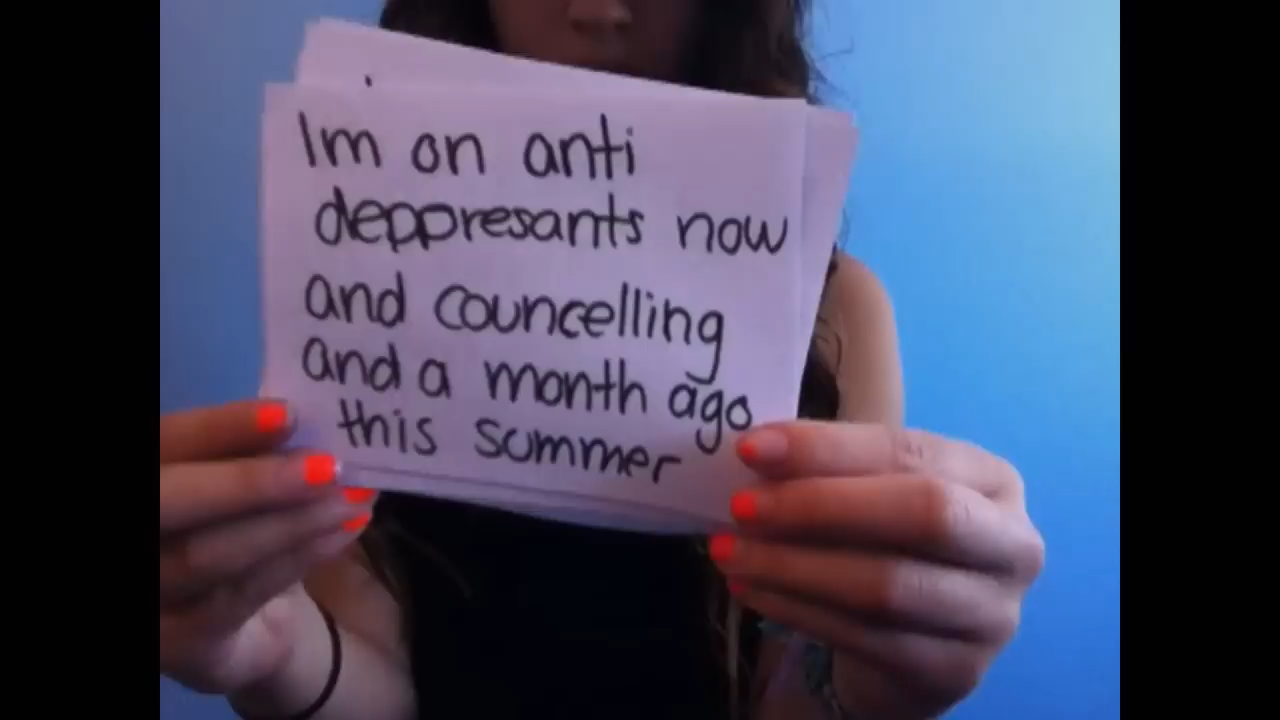 Im on anti
deppresants now
and councelling
and a month ago
this summer